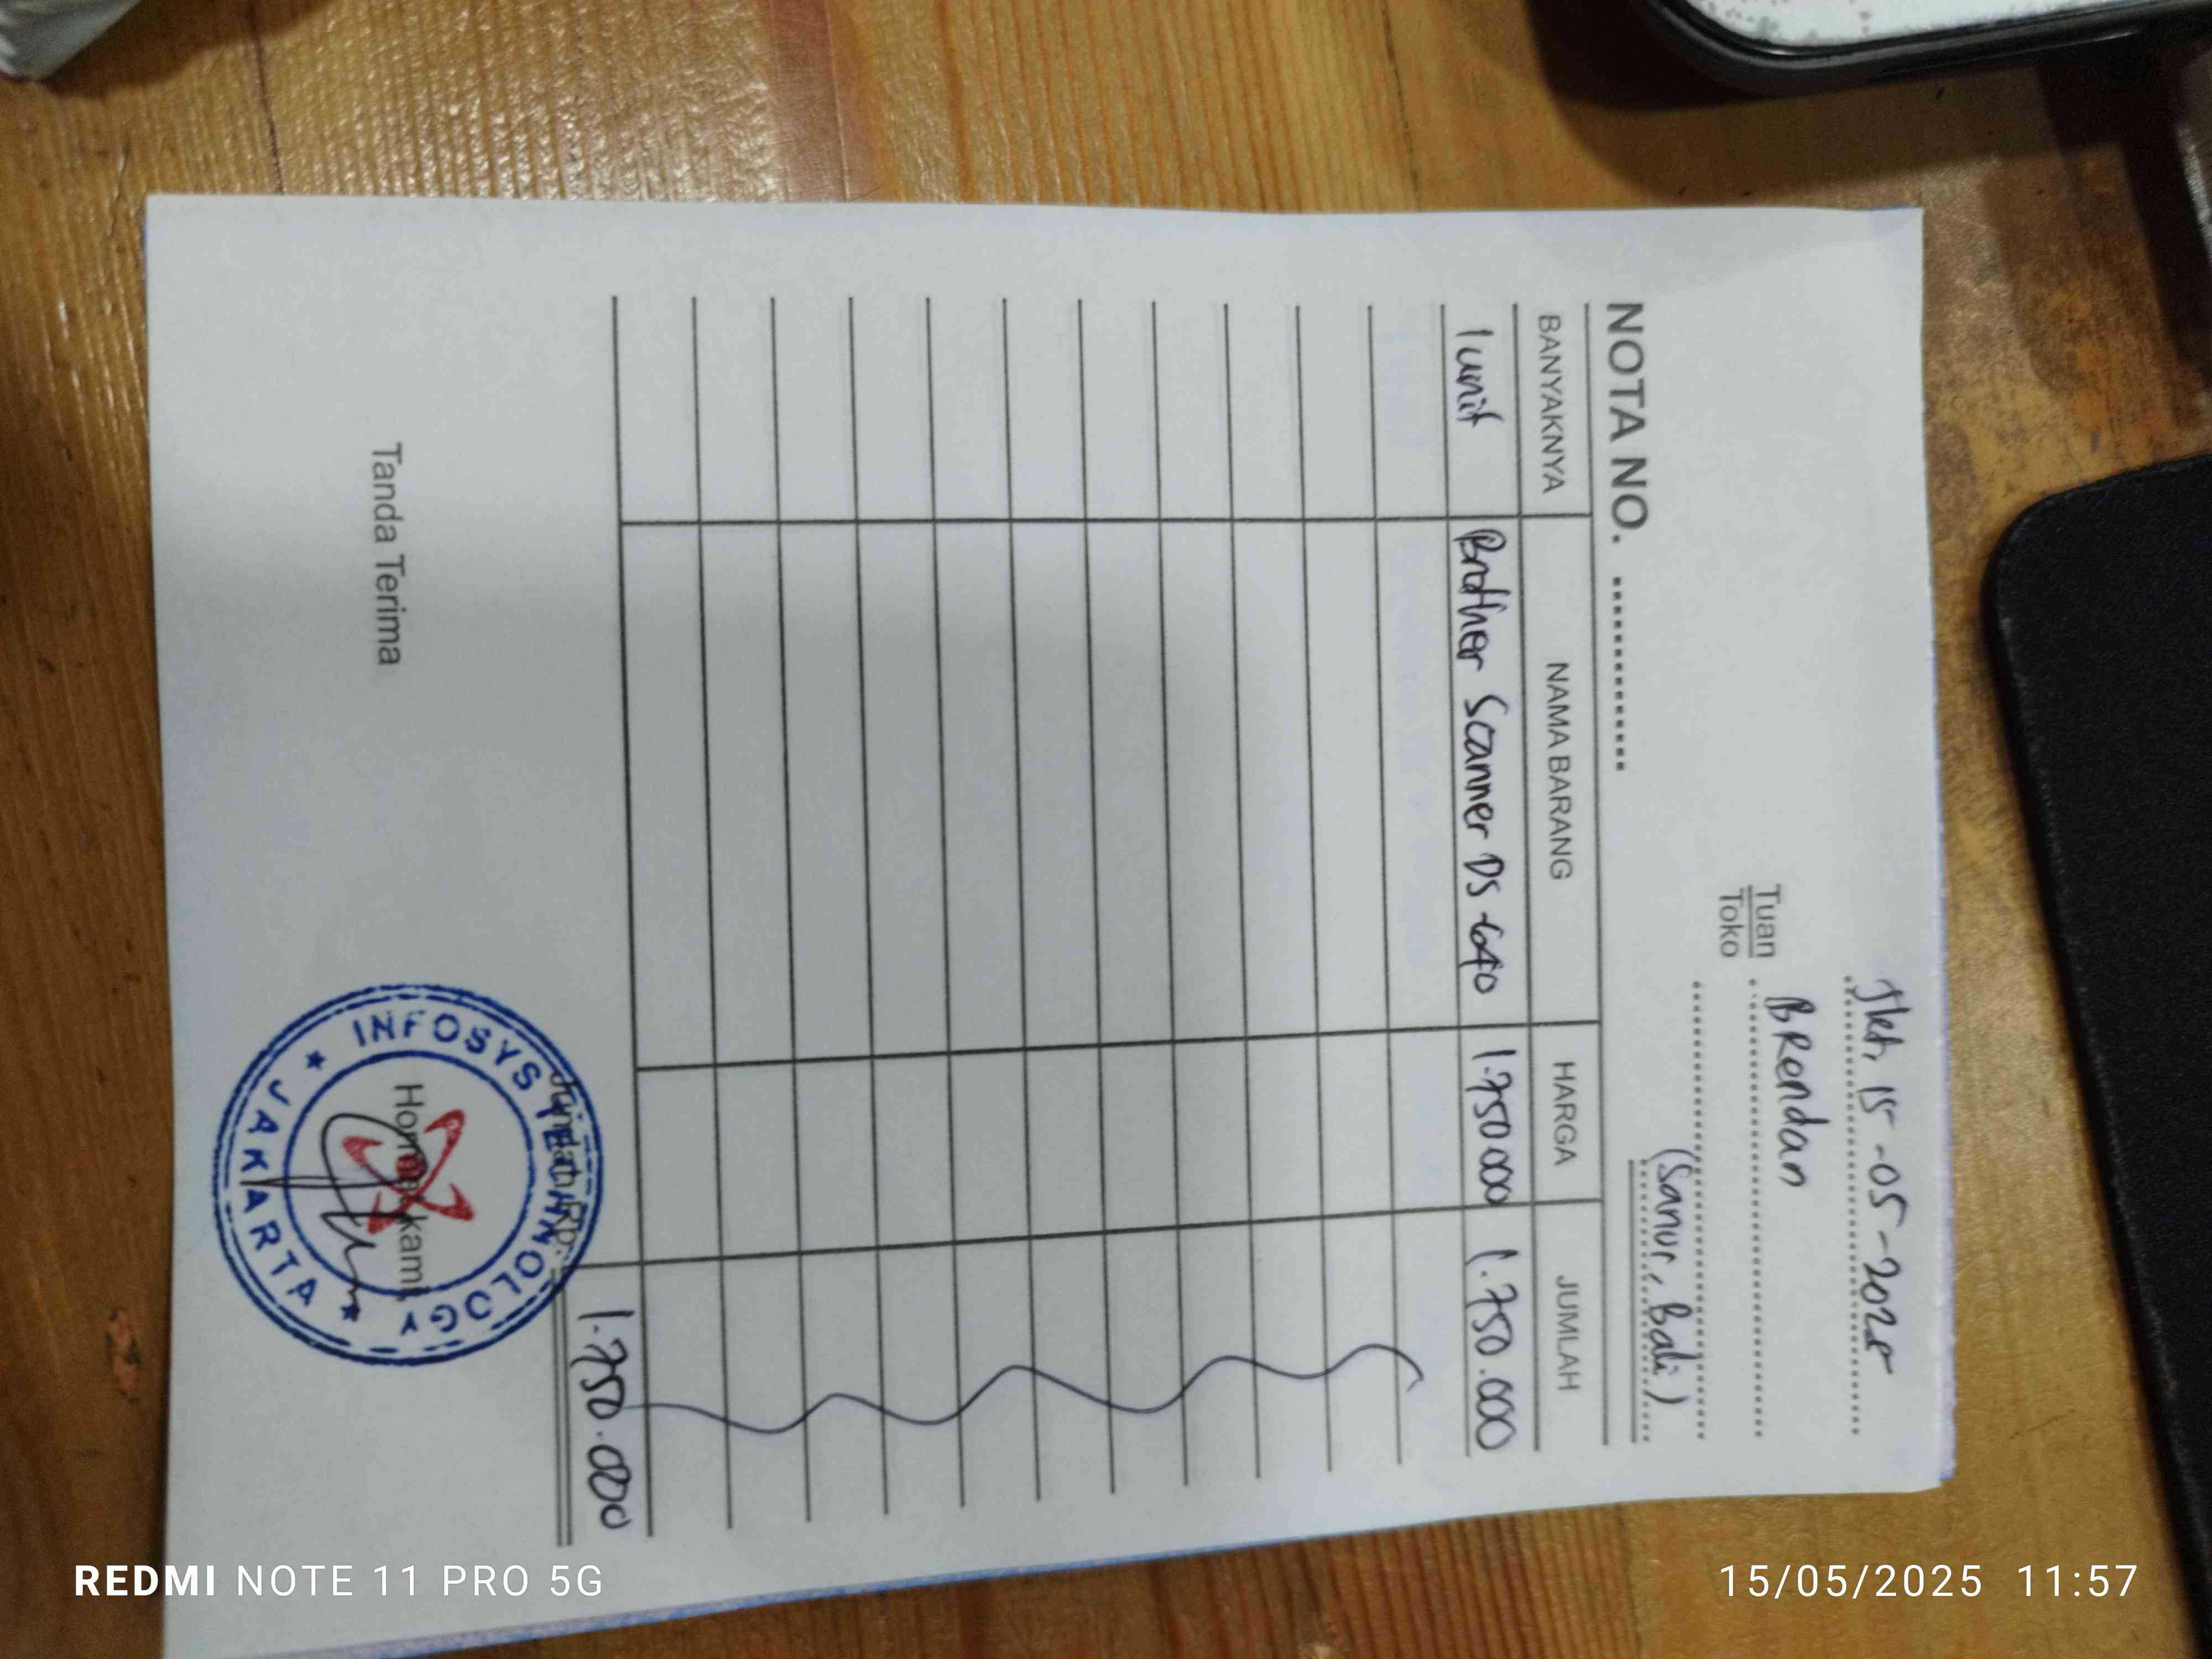 Jkt, 15-05-2025
Tuan BRendan
Toko
(Sanur, Bali)
NOTA NO. ...............
BANYAKNYA NAMA BARANG HARGA JUMLAH
1 unit Brother Scanner DS-640 1.750.000 1.750.000
Jumlah Rp. 1.750.000
Tanda Terima Hormat kami,
INFOSYS TECHNOLOGY
★ JAKARTA ★
REDMI NOTE 11 PRO 5G 15/05/2025 11:57